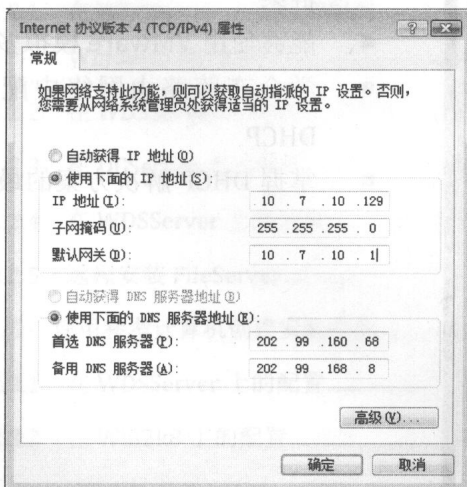 Internet 协议版本 4 (TCP/IPv4) 属性
常规
如果网络支持此功能，则可以获取自动指派的 IP 设置。否则，
您需要从网络系统管理员处获得适当的 IP 设置。
自动获得 IP 地址(O)
使用下面的 IP 地址(S):
IP 地址(I): 10 . 7 . 10 .129
子网掩码(U): 255 .255 .255 . 0
默认网关(D): 10 . 7 . 10 . 1
自动获得 DNS 服务器地址(B)
使用下面的 DNS 服务器地址(E):
首选 DNS 服务器(P): 202 . 99 .160 . 68
备用 DNS 服务器(A): 202 . 99 .168 . 8
高级(V)...
确定
取消